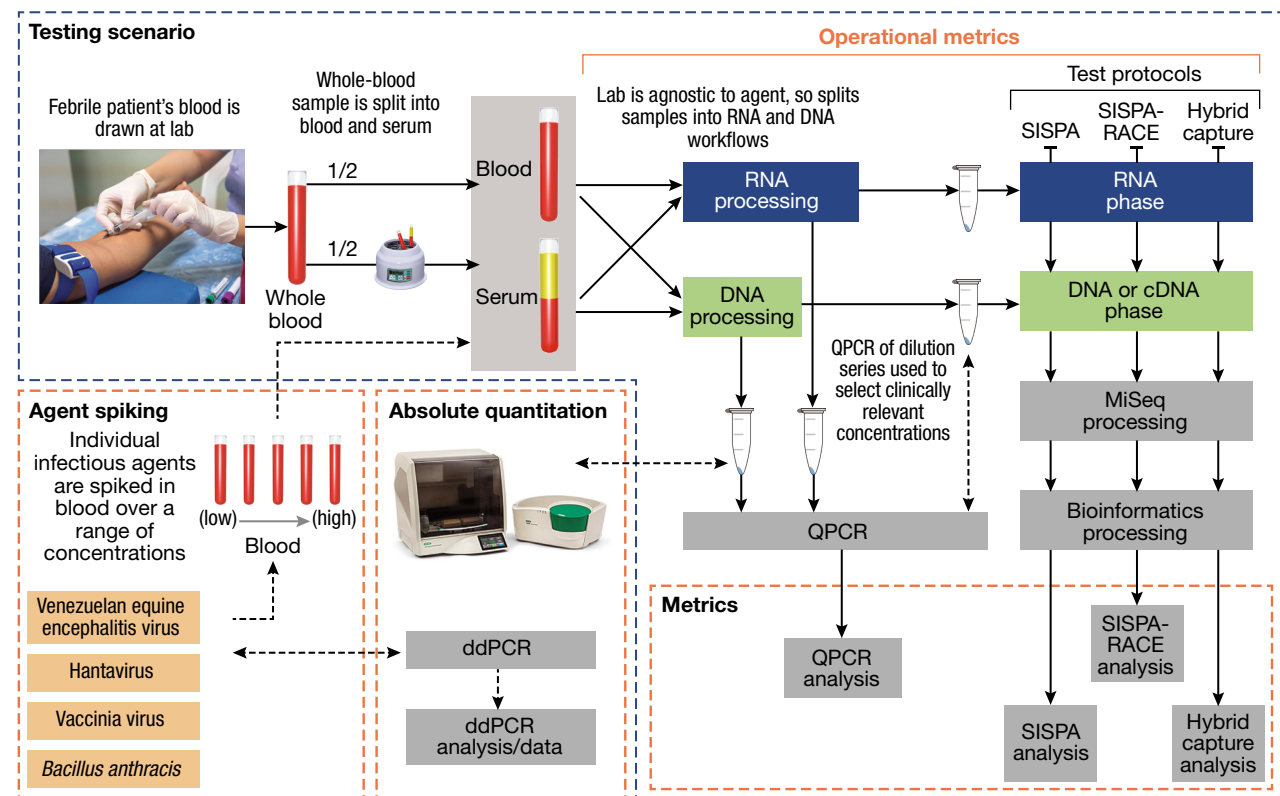 Testing scenario
Operational metrics
Test protocols
Febrile patient's blood is
drawn at lab
Whole-blood
sample is split into
blood and serum
Lab is agnostic to agent, so splits
samples into RNA and DNA
workflows
SISPA
SISPA-
RACE
Hybrid
capture
1/2
1/2
Whole
blood
Blood
Serum
RNA
processing
RNA
phase
DNA
processing
DNA or cDNA
phase
QPCR of dilution
series used to
select clinically
relevant
concentrations
MiSeq
processing
Bioinformatics
processing
QPCR
Agent spiking
Individual
infectious agents
are spiked in
blood over a
range of
concentrations
(low)
(high)
Blood
Venezuelan equine
encephalitis virus
Hantavirus
Vaccinia virus
Bacillus anthracis
Absolute quantitation
ddPCR
ddPCR
analysis/data
Metrics
QPCR
analysis
SISPA-
RACE
analysis
SISPA
analysis
Hybrid
capture
analysis